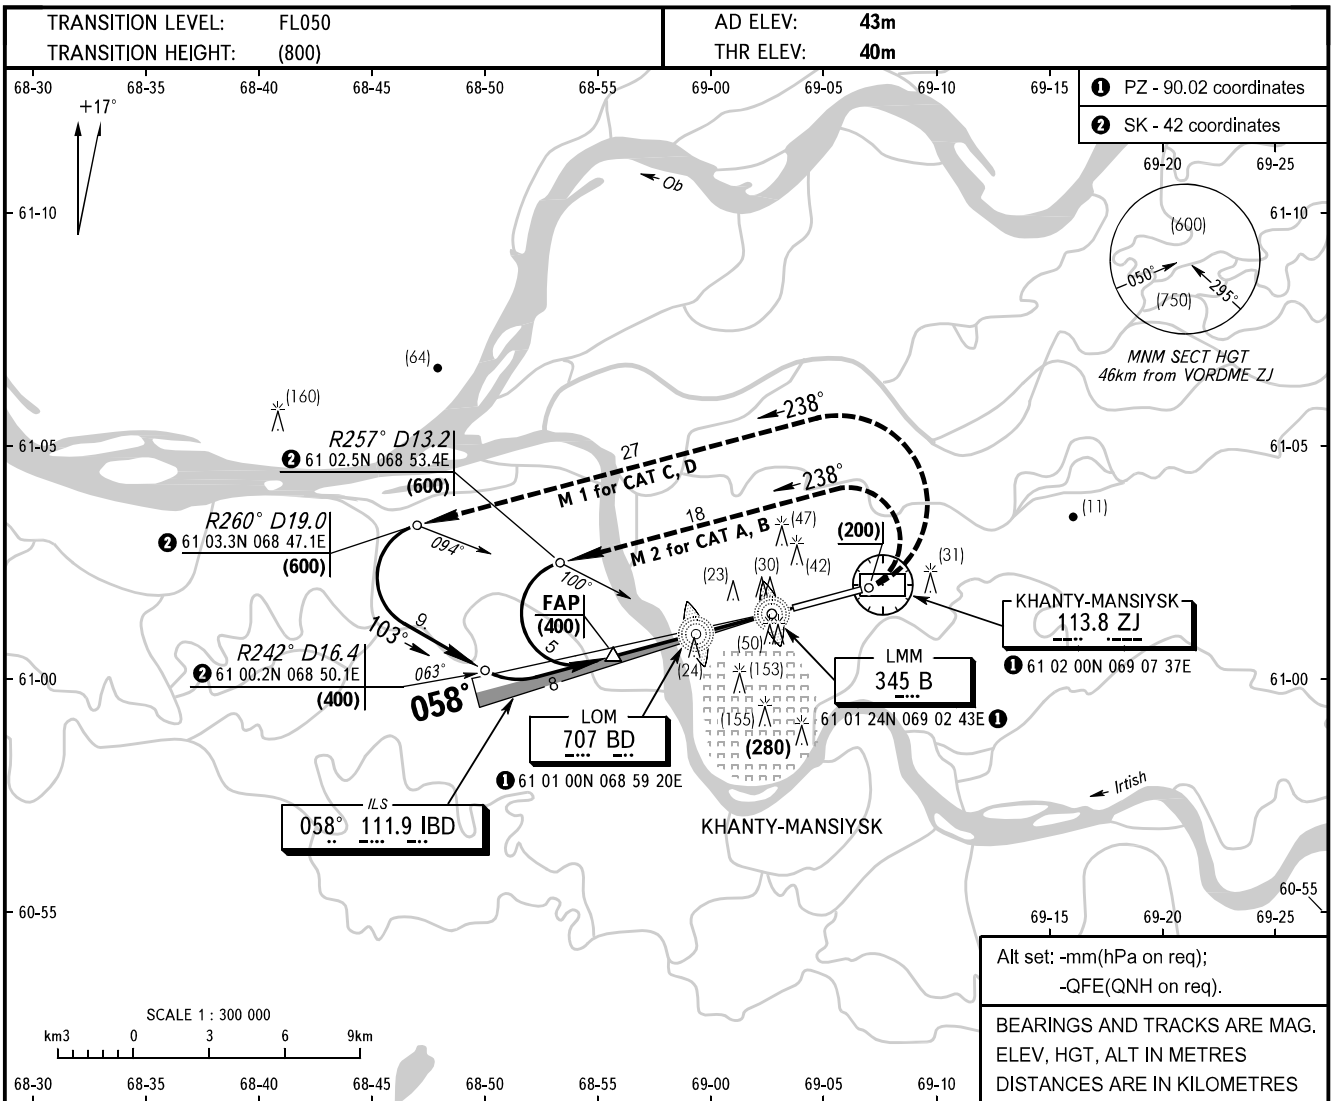 TRANSITION LEVEL: FL050
TRANSITION HEIGHT: (800)
AD ELEV: 43m
THR ELEV: 40m
68-30 68-35 68-40 68-45 68-50 68-55 69-00 69-05 69-10 69-15
❶ PZ - 90.02 coordinates
❷ SK - 42 coordinates
69-20 69-25
+17°
Ob
61-10 61-10
(600)
050°
295°
(750)
MNM SECT HGT
46km from VORDME ZJ
(64)
(160)
238°
R257° D13.2
❷ 61 02.5N 068 53.4E
(600)
61-05 61-05
27
M 1 for CAT C, D
238°
18
M 2 for CAT A, B
(47)
(42)
(200)
(11)
R260° D19.0
❷ 61 03.3N 068 47.1E
(600)
094°
100°
(23)
(30)
(31)
FAP
(400)
KHANTY-MANSIYSK
113.8 ZJ
❶ 61 02 00N 069 07 37E
9
103°
5
R242° D16.4
❷ 61 00.2N 068 50.1E
(400)
063°
058°
8
(24)
(50)
(153)
(155)
(280)
LMM
345 B
61 01 24N 069 02 43E ❶
61-00 61-00
LOM
707 BD
❶ 61 01 00N 068 59 20E
Irtish
ILS
058° 111.9 IBD
KHANTY-MANSIYSK
60-55 60-55
69-15 69-20 69-25
Alt set: -mm(hPa on req);
-QFE(QNH on req).
BEARINGS AND TRACKS ARE MAG.
ELEV, HGT, ALT IN METRES
DISTANCES ARE IN KILOMETRES
SCALE 1 : 300 000
km3 0 3 6 9km
68-30 68-35 68-40 68-45 68-50 68-55 69-00 69-05 69-10